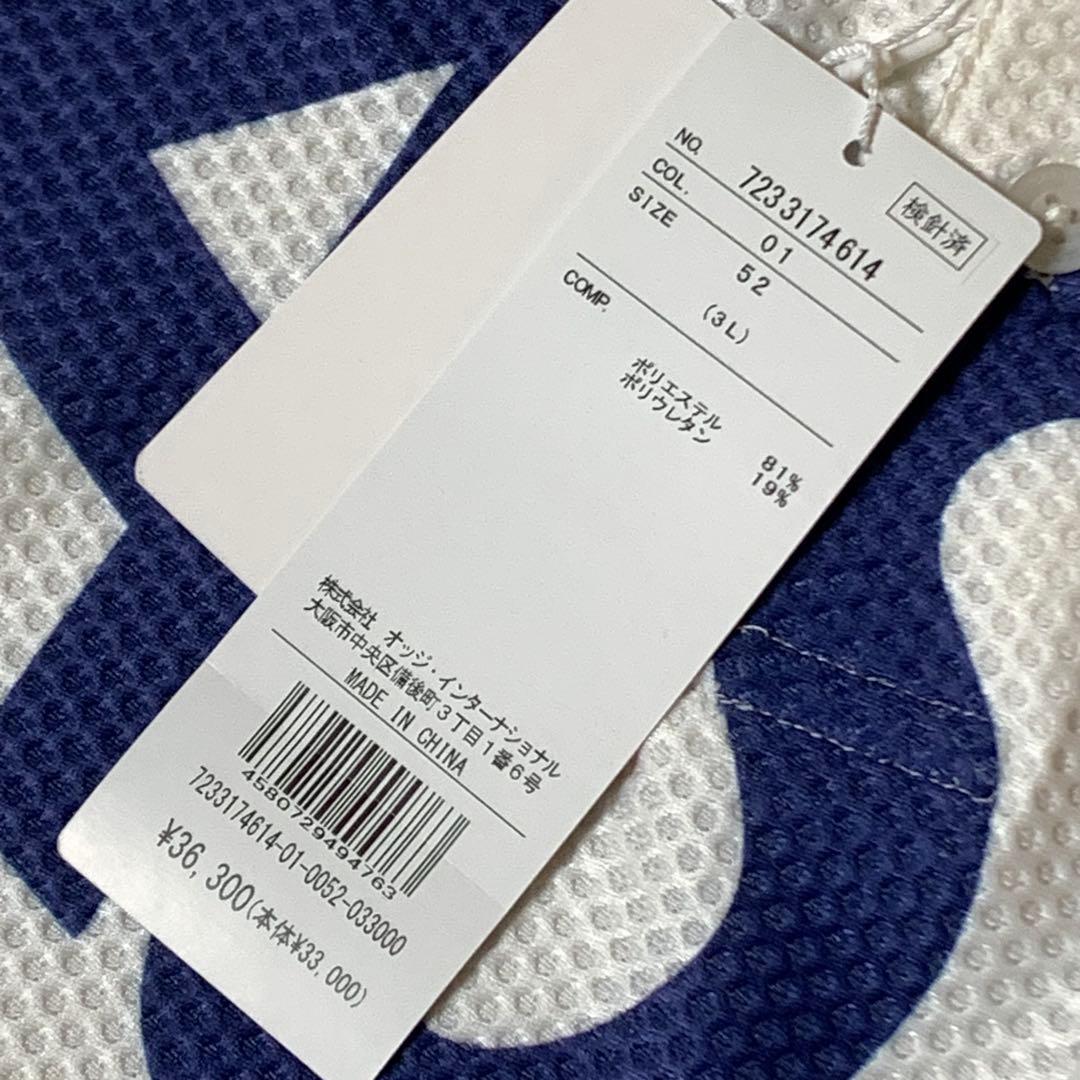 検針済
NO. 7233174614
COL. 01
SIZE 52
(3L)
COMP.
ポリエステル 81%
ポリウレタン 19%
株式会社 オッジ・インターナショナル
大阪市中央区備後町3丁目1番6号
MADE IN CHINA
4580729494763
7233174614-01-0052-033000
¥36,300(本体¥33,000)